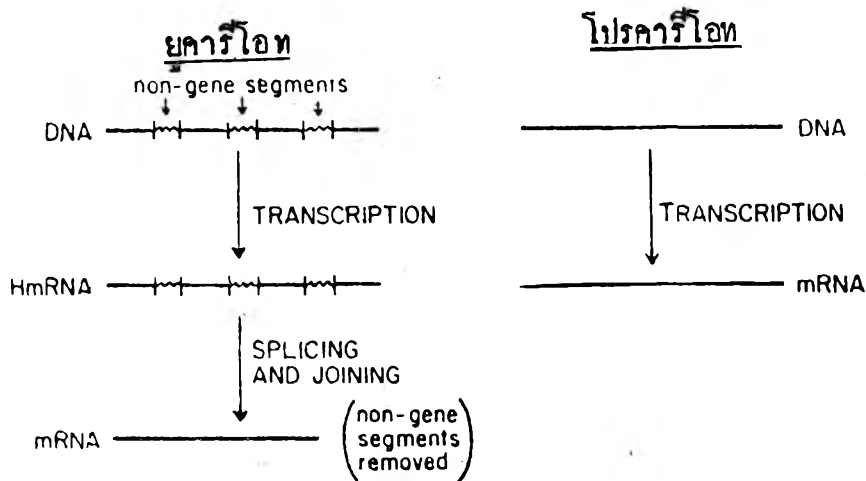 ยูคารีโอท
non-gene segments
DNA
TRANSCRIPTION
HmRNA
SPLICING
AND JOINING
mRNA
(non-gene
segments
removed)
โปรคารีโอท
DNA
TRANSCRIPTION
mRNA